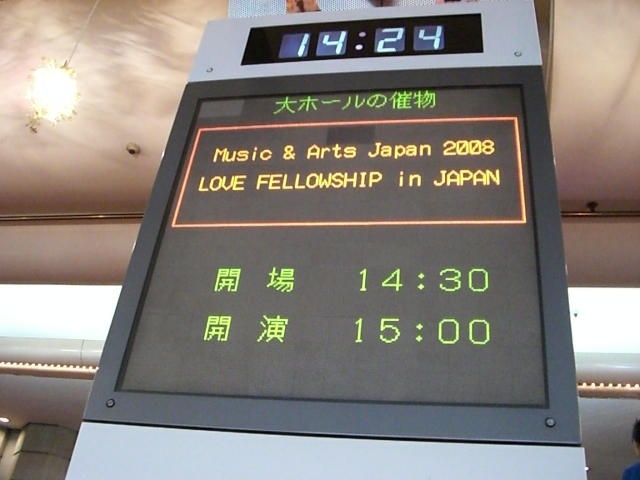 14:24
大ホールの催物
Music & Arts Japan 2008
LOVE FELLOWSHIP in JAPAN
開場 14:30
開演 15:00